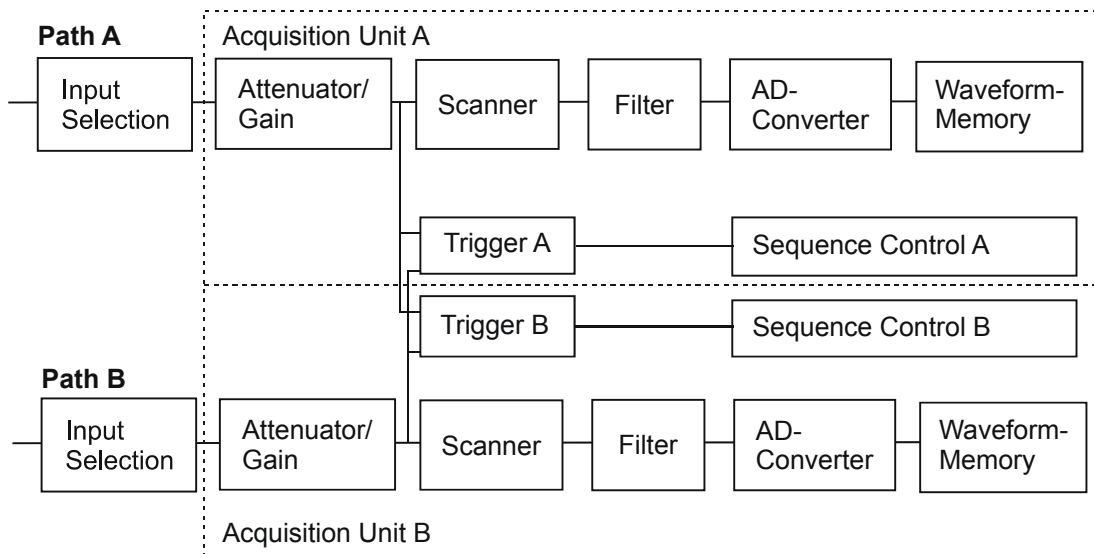 Path A
Acquisition Unit A
Input
Selection
Attenuator/
Gain
Scanner
Filter
AD-
Converter
Waveform-
Memory
Trigger A
Sequence Control A
Trigger B
Sequence Control B
Path B
Input
Selection
Attenuator/
Gain
Scanner
Filter
AD-
Converter
Waveform-
Memory
Acquisition Unit B